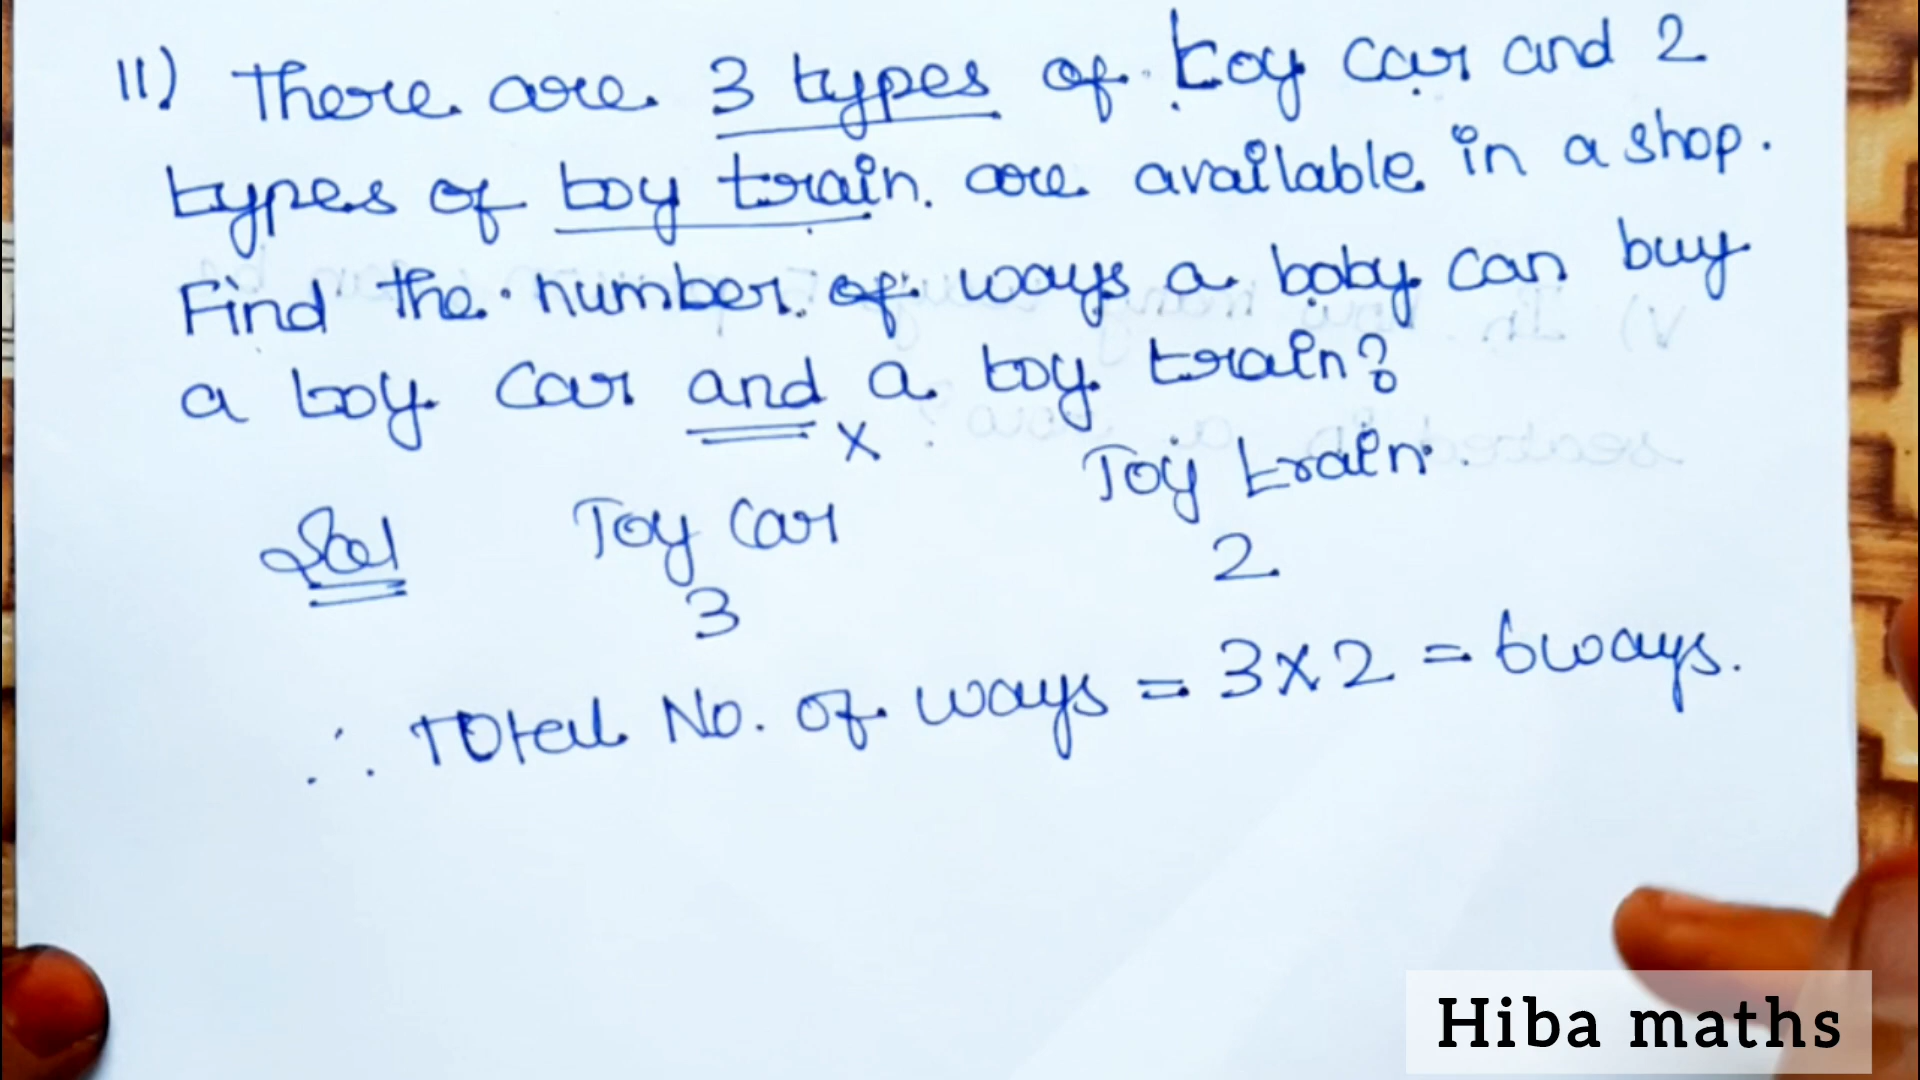 11) There are 3 types of toy car and 2
types of toy train are available in a shop.
Find the number of ways a baby can buy
a toy car and a toy train?
x
Toy Car Toy train
Sol
3 2
∴ Total No. of ways = 3x2 = 6ways.
Hiba maths